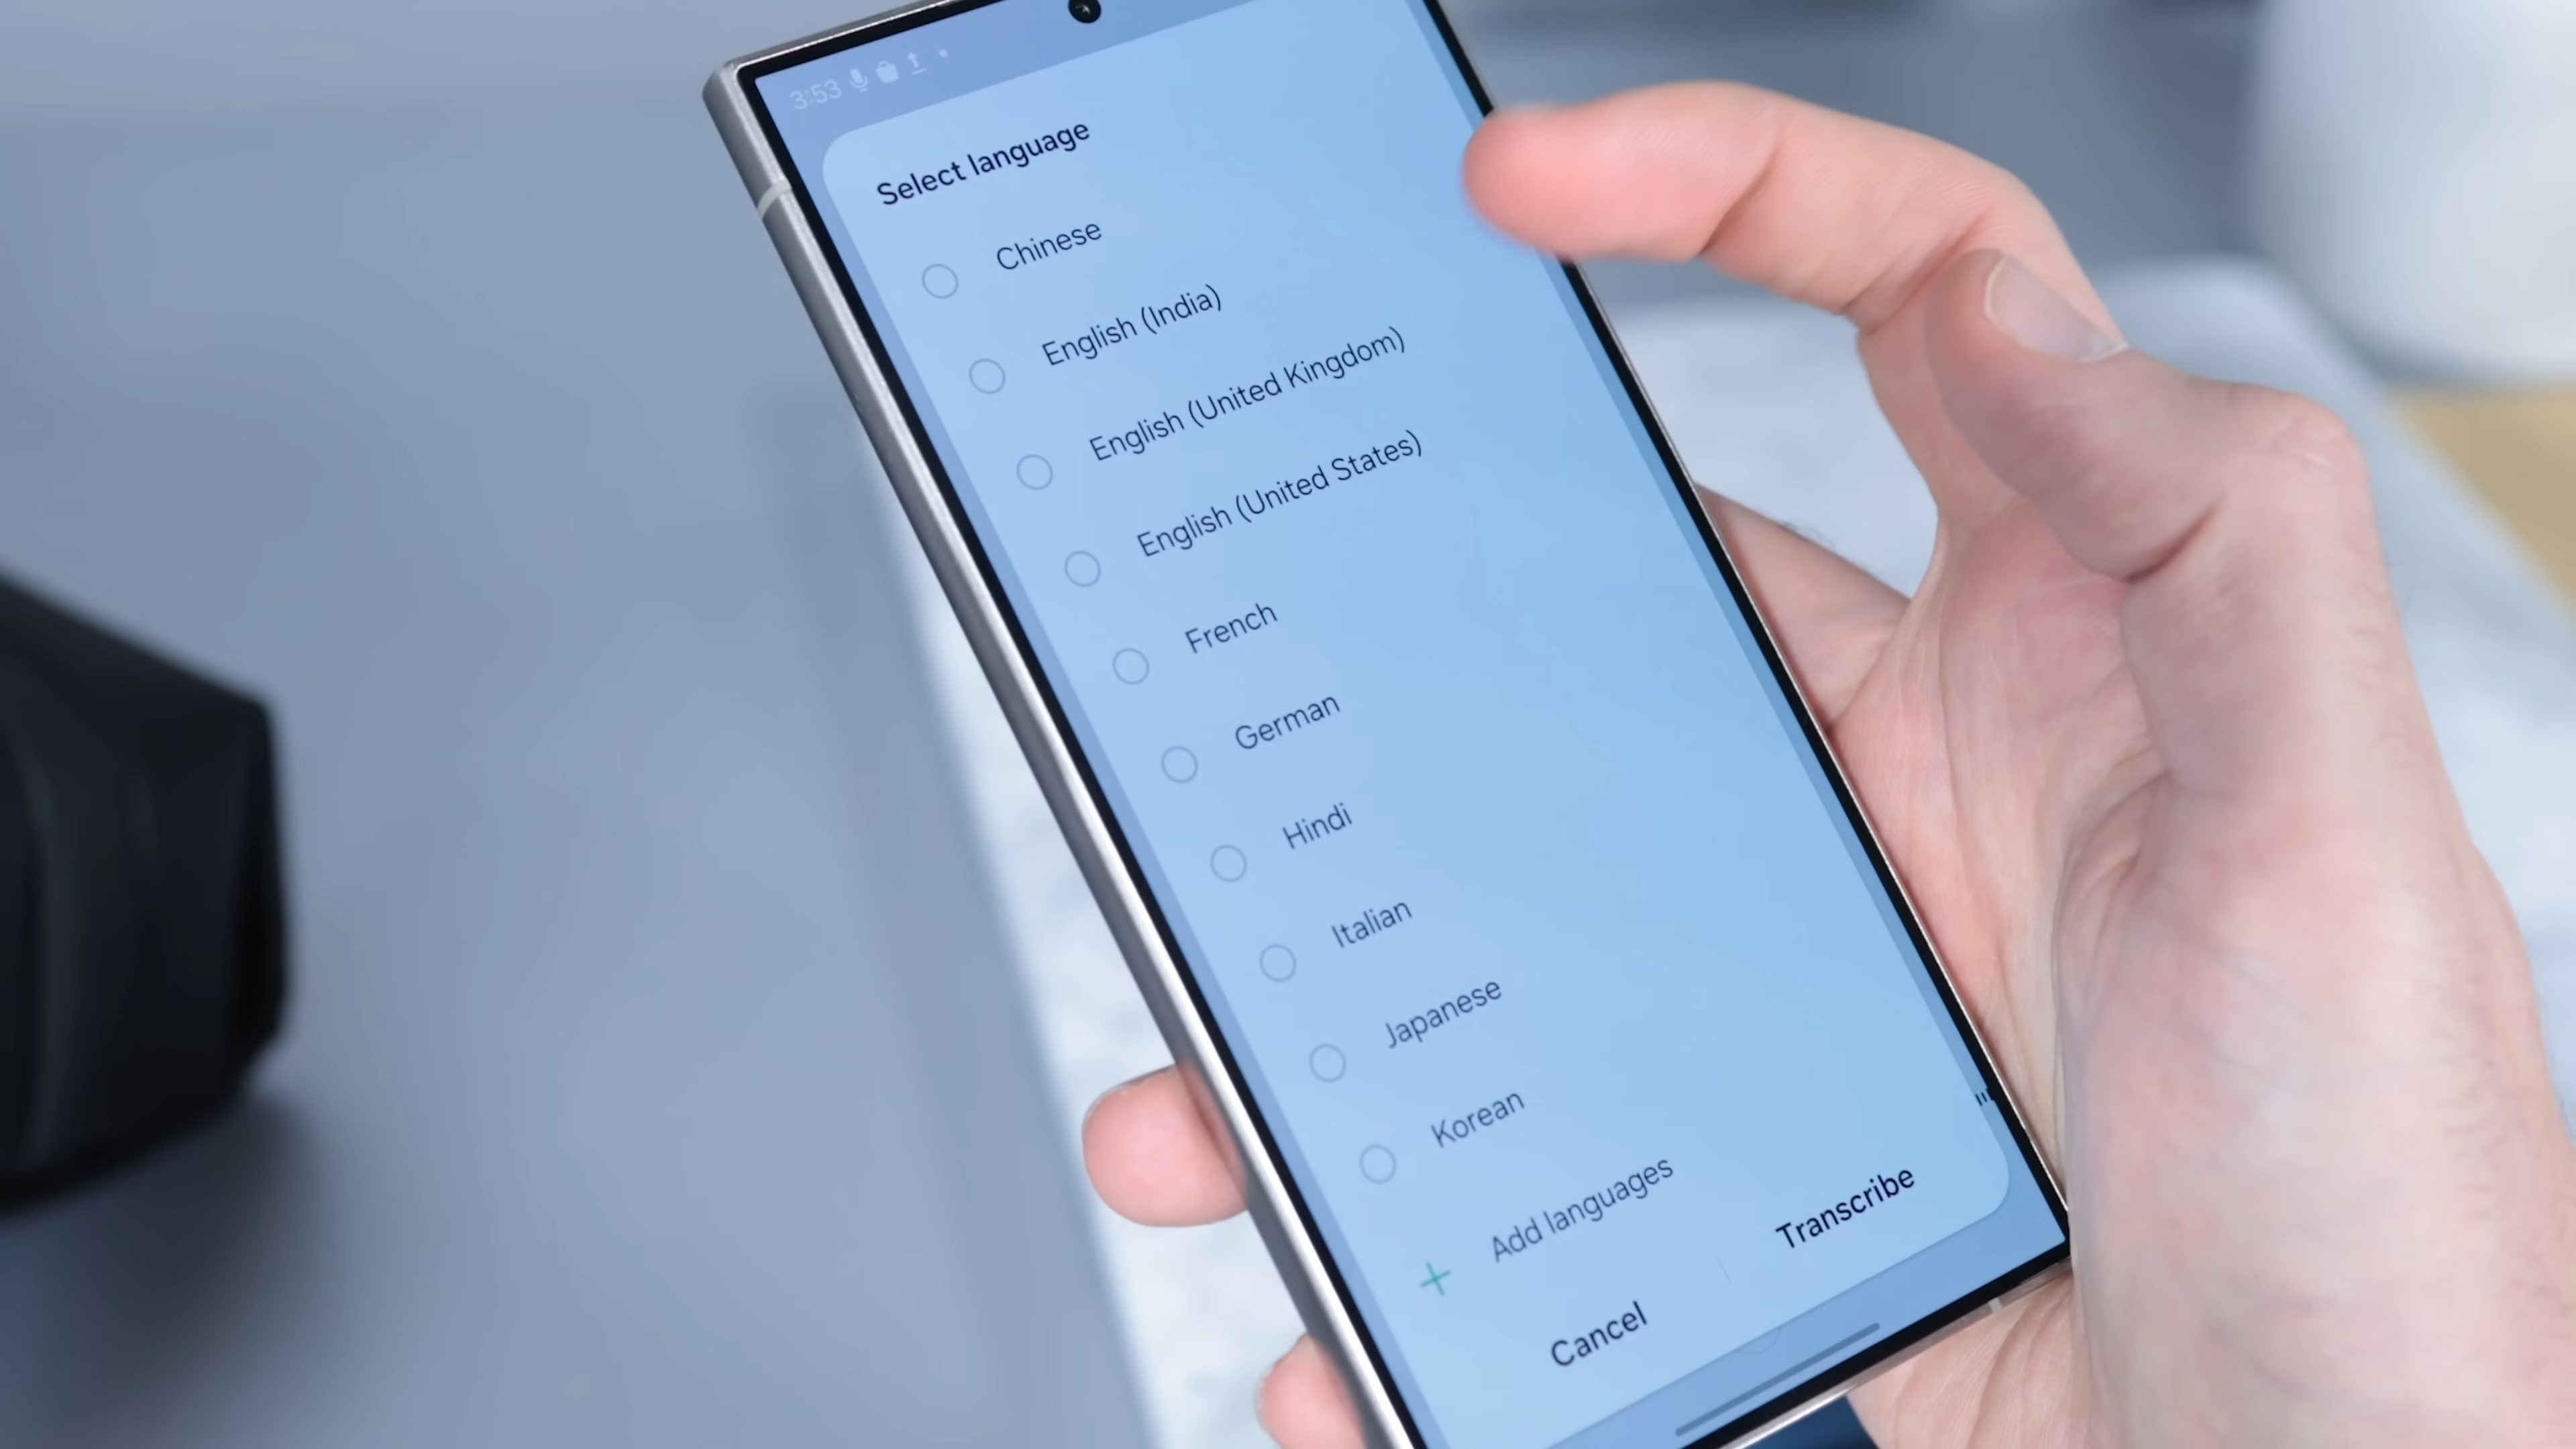 3:53
Select language
Chinese
English (India)
English (United Kingdom)
English (United States)
French
German
Hindi
Italian
Japanese
Korean
Add languages
Cancel
Transcribe